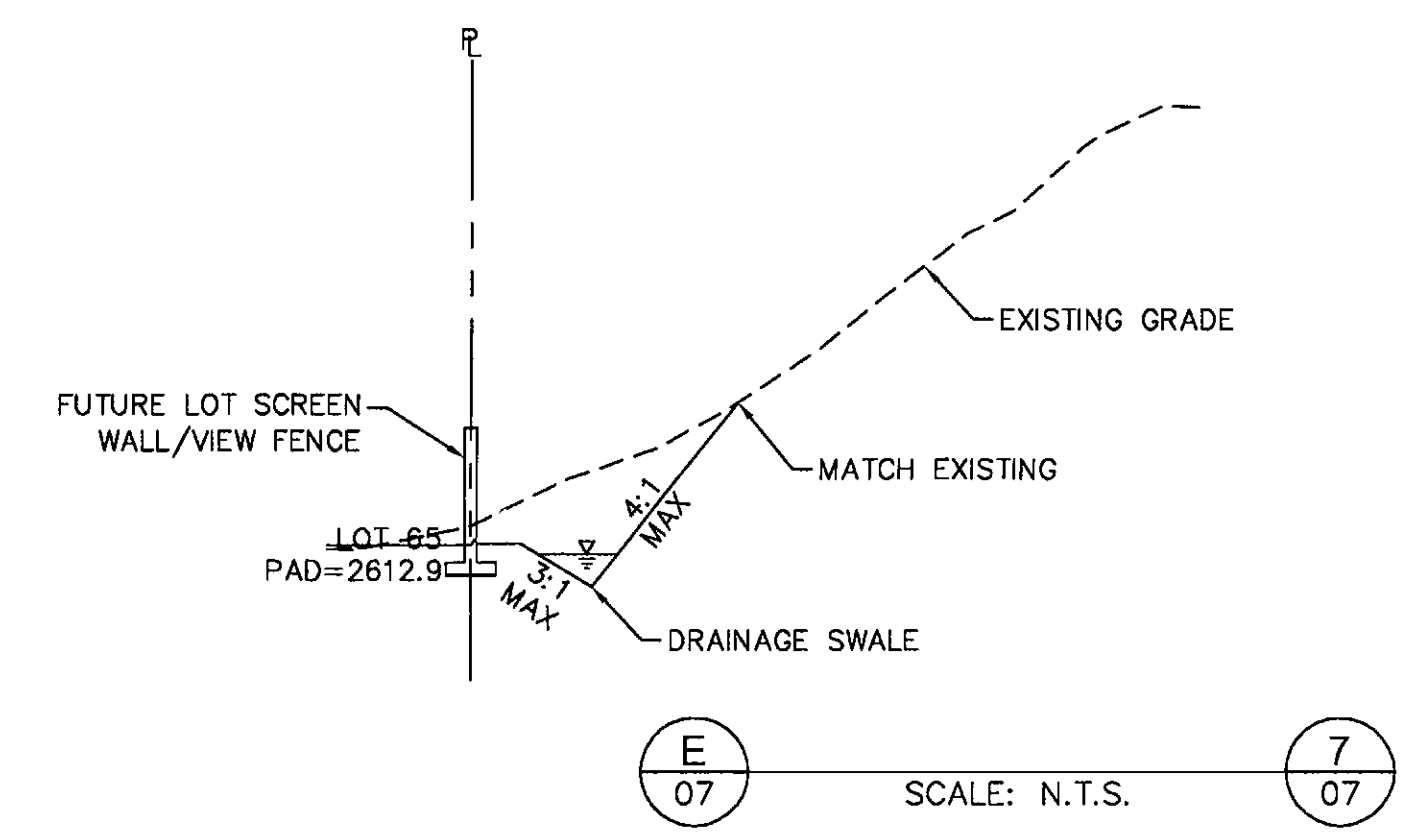 PL
EXISTING GRADE
FUTURE LOT SCREEN
WALL/VIEW FENCE
MATCH EXISTING
4:1
MAX
LOT 65
PAD=2612.9
3:1
MAX
DRAINAGE SWALE
E
07
SCALE: N.T.S.
7
07